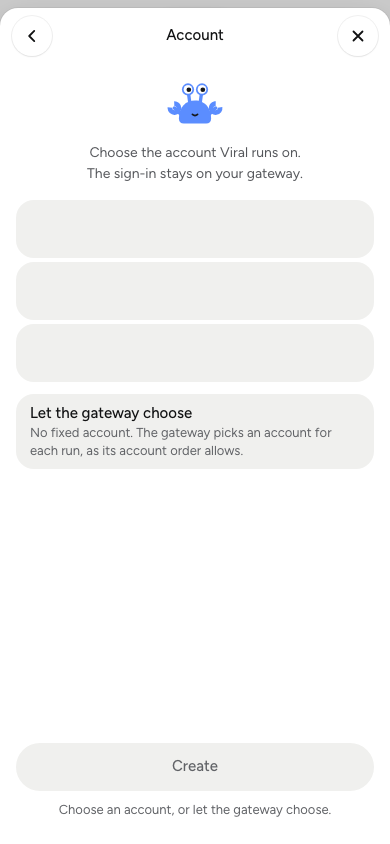 Account
Choose the account Viral runs on.
The sign-in stays on your gateway.
Let the gateway choose
No fixed account. The gateway picks an account for
each run, as its account order allows.
Create
Choose an account, or let the gateway choose.